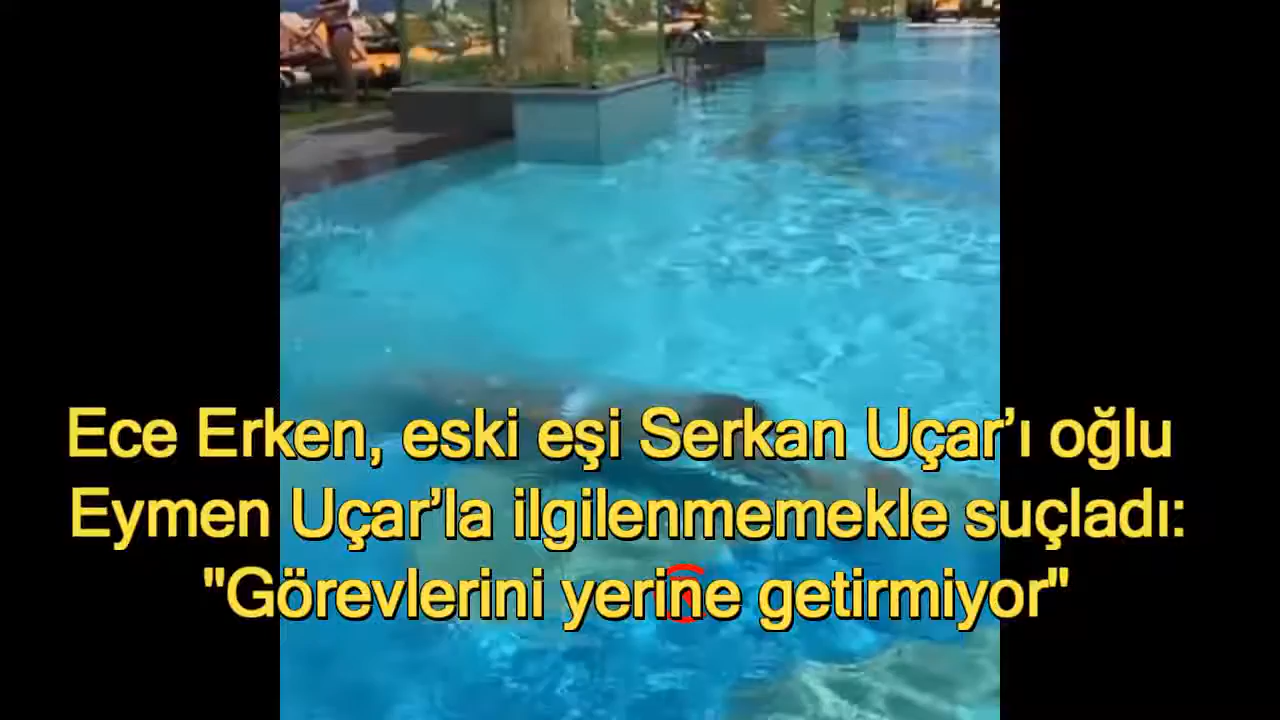 Ece Erken, eski eşi Serkan Uçar’ı oğlu
Eymen Uçar’la ilgilenmemekle suçladı:
"Görevlerini yerine getirmiyor"